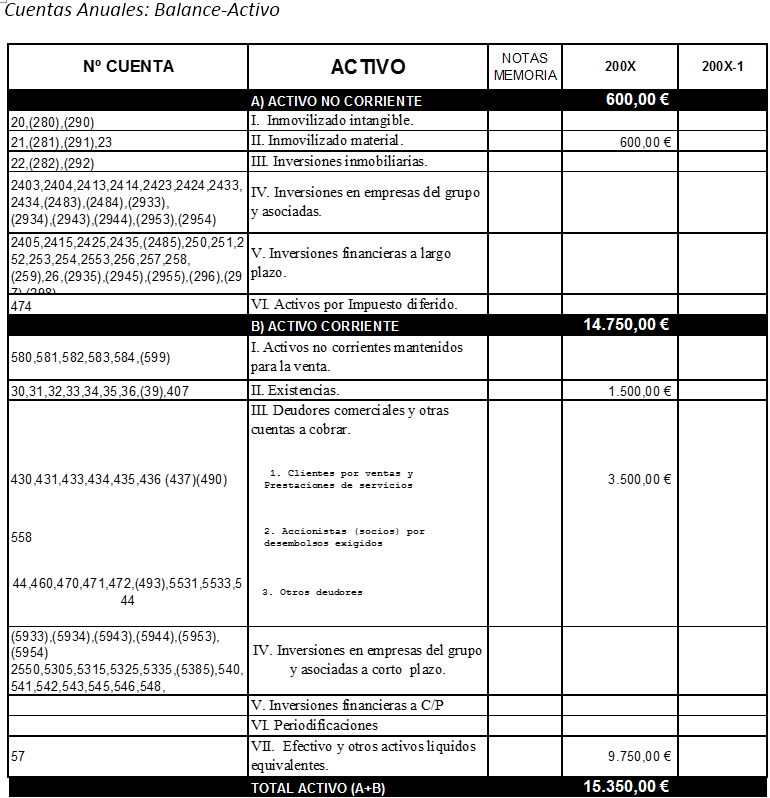 Cuentas Anuales: Balance-Activo
Nº CUENTA ACTIVO NOTAS MEMORIA 200X 200X-1
A) ACTIVO NO CORRIENTE 600,00 €
20,(280),(290) I. Inmovilizado intangible.
21,(281),(291),23 II. Inmovilizado material. 600,00 €
22,(282),(292) III. Inversiones inmobiliarias.
2403,2404,2413,2414,2423,2424,2433,
2434,(2483),(2484),(2933),
(2934),(2943),(2944),(2953),(2954)
IV. Inversiones en empresas del grupo
y asociadas.
2405,2415,2425,2435,(2485),250,251,2
52,253,254,2553,256,257,258,
(259),26,(2935),(2945),(2955),(296),(29
7),(298)
V. Inversiones financieras a largo
plazo.
474 VI. Activos por Impuesto diferido.
B) ACTIVO CORRIENTE 14.750,00 €
580,581,582,583,584,(599)
I. Activos no corrientes mantenidos
para la venta.
30,31,32,33,34,35,36,(39),407 II. Existencias. 1.500,00 €
III. Deudores comerciales y otras
cuentas a cobrar.
430,431,433,434,435,436 (437)(490)
1. Clientes por ventas y
Prestaciones de servicios
3.500,00 €
558
2. Accionistas (socios) por
desembolsos exigidos
44,460,470,471,472,(493),5531,5533,5
44
3. Otros deudores
(5933),(5934),(5943),(5944),(5953),
(5954)
2550,5305,5315,5325,5335,(5385),540,
541,542,543,545,546,548,
IV. Inversiones en empresas del grupo
y asociadas a corto plazo.
V. Inversiones financieras a C/P
VI. Periodificaciones
57
VII. Efectivo y otros activos liquidos
equivalentes.
9.750,00 €
TOTAL ACTIVO (A+B) 15.350,00 €